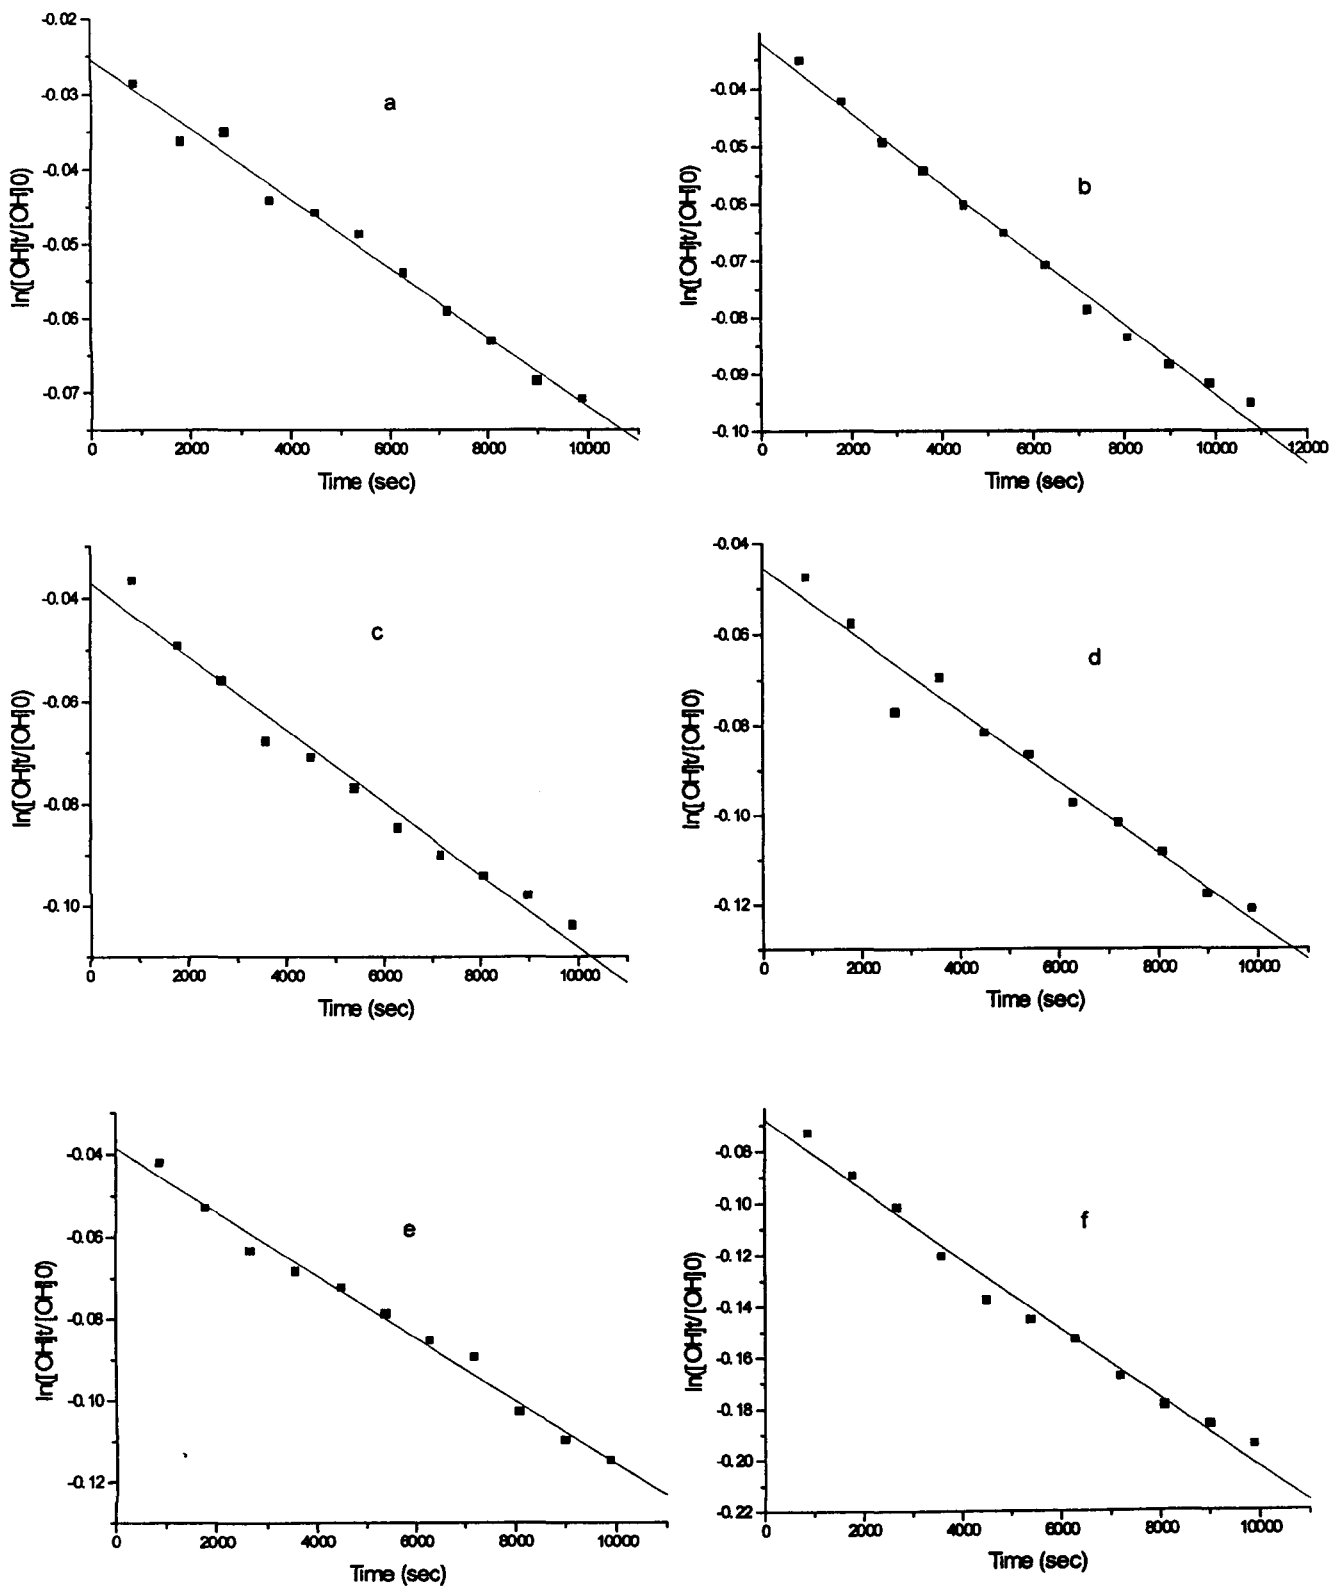 -0.02
-0.03
-0.04
-0.05
-0.06
-0.07
ln([OH]t/[OH]0)
a
0 2000 4000 6000 8000 10000
Time (sec)
-0.04
-0.05
-0.06
-0.07
-0.08
-0.09
-0.10
ln([OH]t/[OH]0)
b
0 2000 4000 6000 8000 10000 12000
Time (sec)
-0.04
-0.06
-0.08
-0.10
ln([OH]t/[OH]0)
c
0 2000 4000 6000 8000 10000
Time (sec)
-0.04
-0.06
-0.08
-0.10
-0.12
ln([OH]t/[OH]0)
d
0 2000 4000 6000 8000 10000
Time (sec)
-0.04
-0.06
-0.08
-0.10
-0.12
ln([OH]t/[OH]0)
e
0 2000 4000 6000 8000 10000
Time (sec)
-0.08
-0.10
-0.12
-0.14
-0.16
-0.18
-0.20
-0.22
ln([OH]t/[OH]0)
f
0 2000 4000 6000 8000 10000
Time (sec)